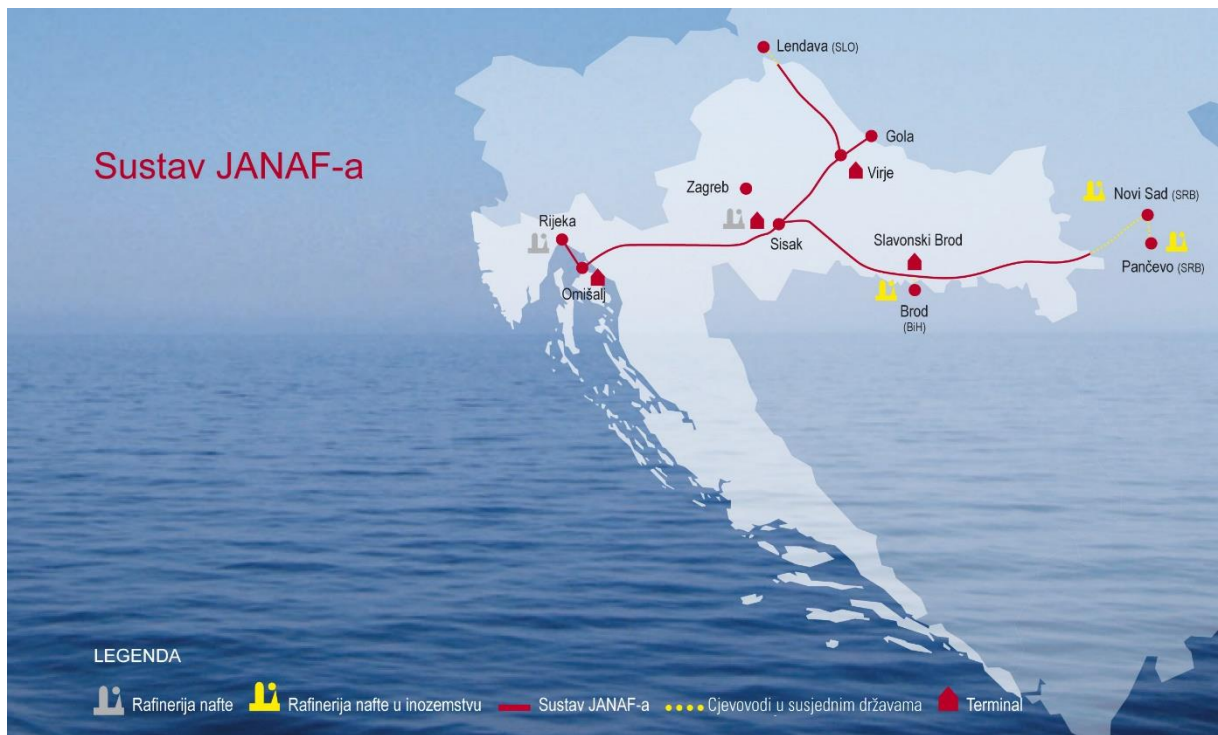 Sustav JANAF-a
Lendava (SLO)
Gola
Virje
Zagreb
Novi Sad (SRB)
Rijeka
Sisak
Slavonski Brod
Pančevo (SRB)
Omišalj
Brod
(BiH)
LEGENDA
Rafinerija nafte
Rafinerija nafte u inozemstvu
Sustav JANAF-a
Cjevovodi u susjednim državama
Terminal